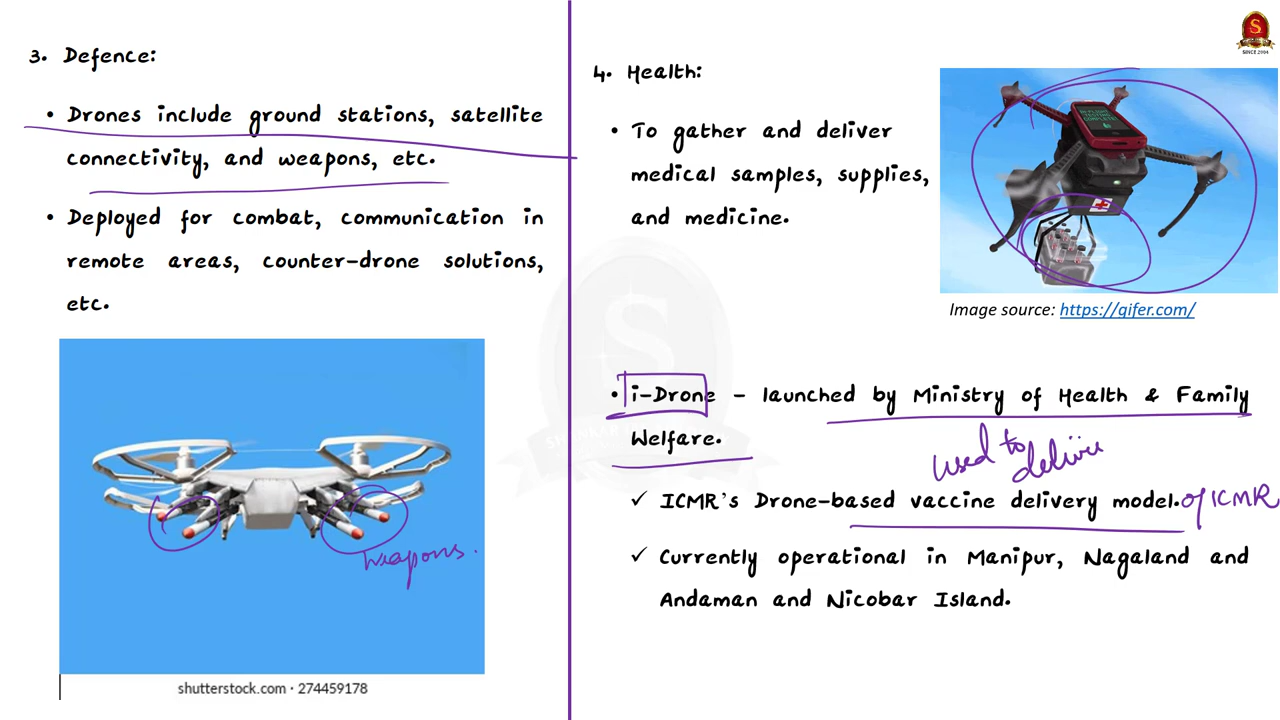 3. Defence:
• Drones include ground stations, satellite
connectivity, and weapons, etc.
• Deployed for combat, communication in
remote areas, counter-drone solutions,
etc.
weapons.
shutterstock.com · 274459178
S
SINCE 2004
4. Health:
• To gather and deliver
medical samples, supplies,
and medicine.
Image source: https://qifer.com/
• i-Drone - launched by Ministry of Health & Family
Welfare.
used to
deliver
✓ ICMR's Drone-based vaccine delivery model. of ICMR
✓ Currently operational in Manipur, Nagaland and
Andaman and Nicobar Island.